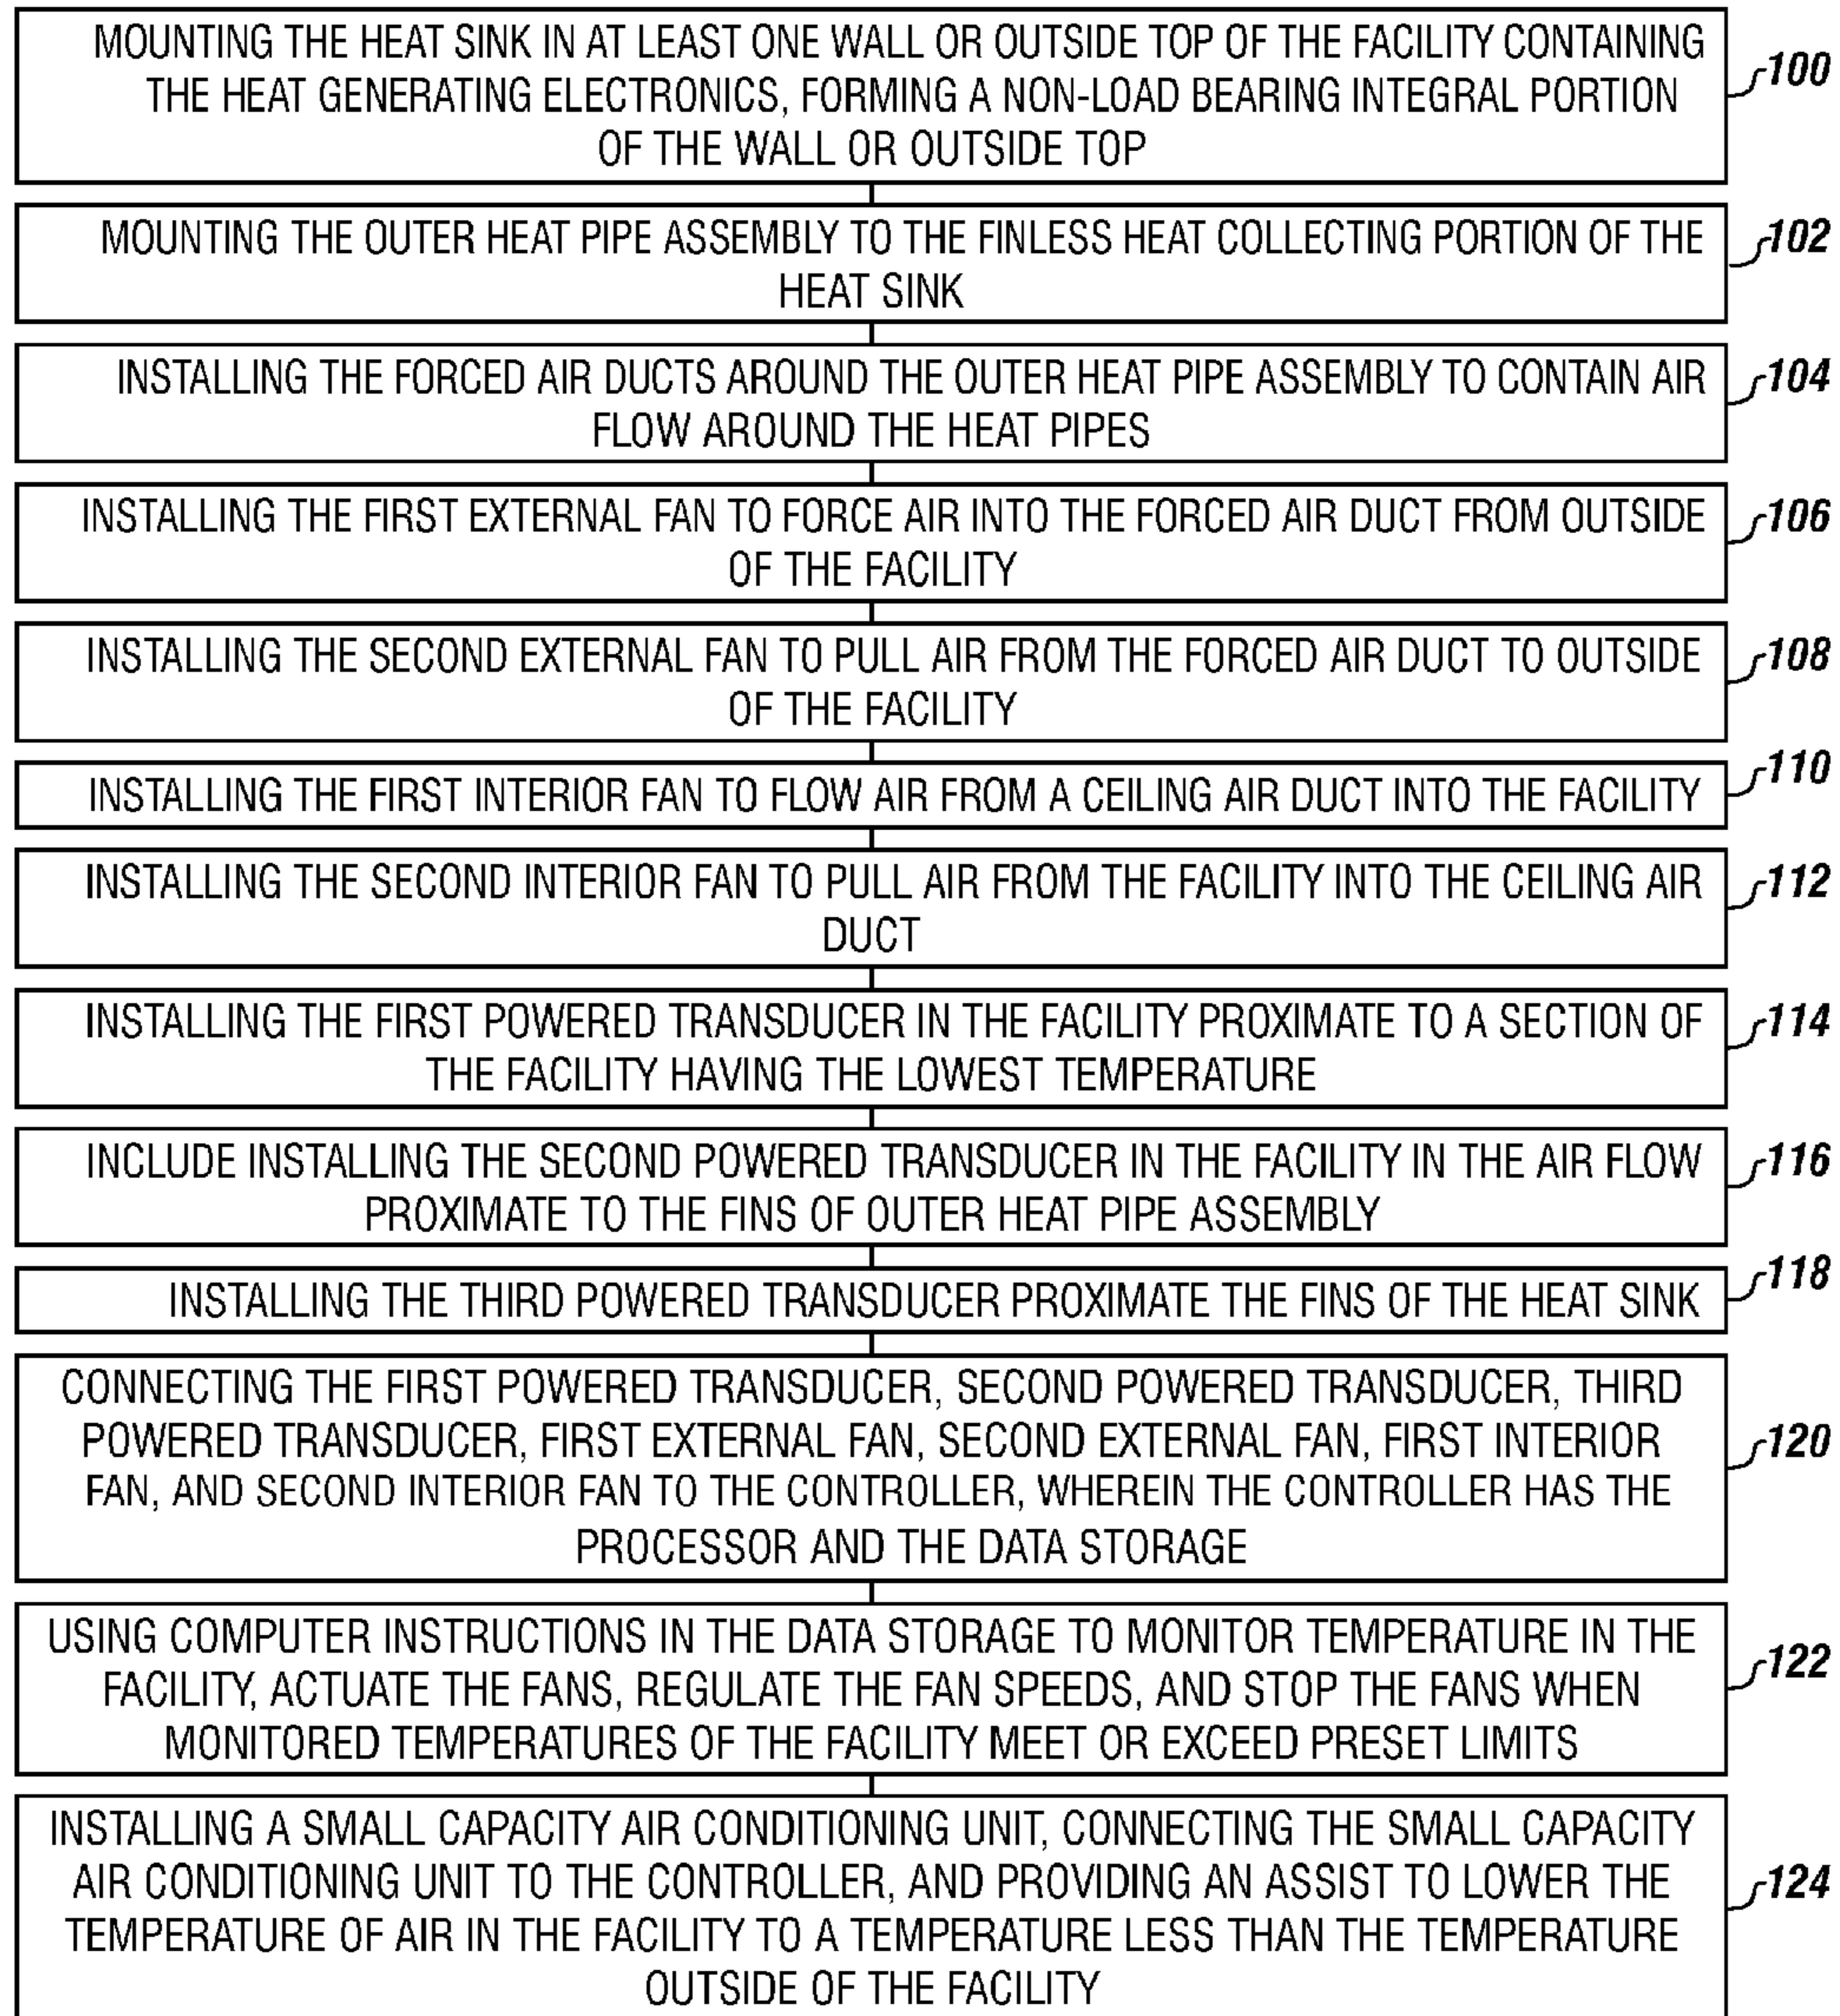 MOUNTING THE HEAT SINK IN AT LEAST ONE WALL OR OUTSIDE TOP OF THE FACILITY CONTAINING
THE HEAT GENERATING ELECTRONICS, FORMING A NON-LOAD BEARING INTEGRAL PORTION
OF THE WALL OR OUTSIDE TOP
100
MOUNTING THE OUTER HEAT PIPE ASSEMBLY TO THE FINLESS HEAT COLLECTING PORTION OF THE
HEAT SINK
102
INSTALLING THE FORCED AIR DUCTS AROUND THE OUTER HEAT PIPE ASSEMBLY TO CONTAIN AIR
FLOW AROUND THE HEAT PIPES
104
INSTALLING THE FIRST EXTERNAL FAN TO FORCE AIR INTO THE FORCED AIR DUCT FROM OUTSIDE
OF THE FACILITY
106
INSTALLING THE SECOND EXTERNAL FAN TO PULL AIR FROM THE FORCED AIR DUCT TO OUTSIDE
OF THE FACILITY
108
INSTALLING THE FIRST INTERIOR FAN TO FLOW AIR FROM A CEILING AIR DUCT INTO THE FACILITY
110
INSTALLING THE SECOND INTERIOR FAN TO PULL AIR FROM THE FACILITY INTO THE CEILING AIR
DUCT
112
INSTALLING THE FIRST POWERED TRANSDUCER IN THE FACILITY PROXIMATE TO A SECTION OF
THE FACILITY HAVING THE LOWEST TEMPERATURE
114
INCLUDE INSTALLING THE SECOND POWERED TRANSDUCER IN THE FACILITY IN THE AIR FLOW
PROXIMATE TO THE FINS OF OUTER HEAT PIPE ASSEMBLY
116
INSTALLING THE THIRD POWERED TRANSDUCER PROXIMATE THE FINS OF THE HEAT SINK
118
CONNECTING THE FIRST POWERED TRANSDUCER, SECOND POWERED TRANSDUCER, THIRD
POWERED TRANSDUCER, FIRST EXTERNAL FAN, SECOND EXTERNAL FAN, FIRST INTERIOR
FAN, AND SECOND INTERIOR FAN TO THE CONTROLLER, WHEREIN THE CONTROLLER HAS THE
PROCESSOR AND THE DATA STORAGE
120
USING COMPUTER INSTRUCTIONS IN THE DATA STORAGE TO MONITOR TEMPERATURE IN THE
FACILITY, ACTUATE THE FANS, REGULATE THE FAN SPEEDS, AND STOP THE FANS WHEN
MONITORED TEMPERATURES OF THE FACILITY MEET OR EXCEED PRESET LIMITS
122
INSTALLING A SMALL CAPACITY AIR CONDITIONING UNIT, CONNECTING THE SMALL CAPACITY
AIR CONDITIONING UNIT TO THE CONTROLLER, AND PROVIDING AN ASSIST TO LOWER THE
TEMPERATURE OF AIR IN THE FACILITY TO A TEMPERATURE LESS THAN THE TEMPERATURE
OUTSIDE OF THE FACILITY
124